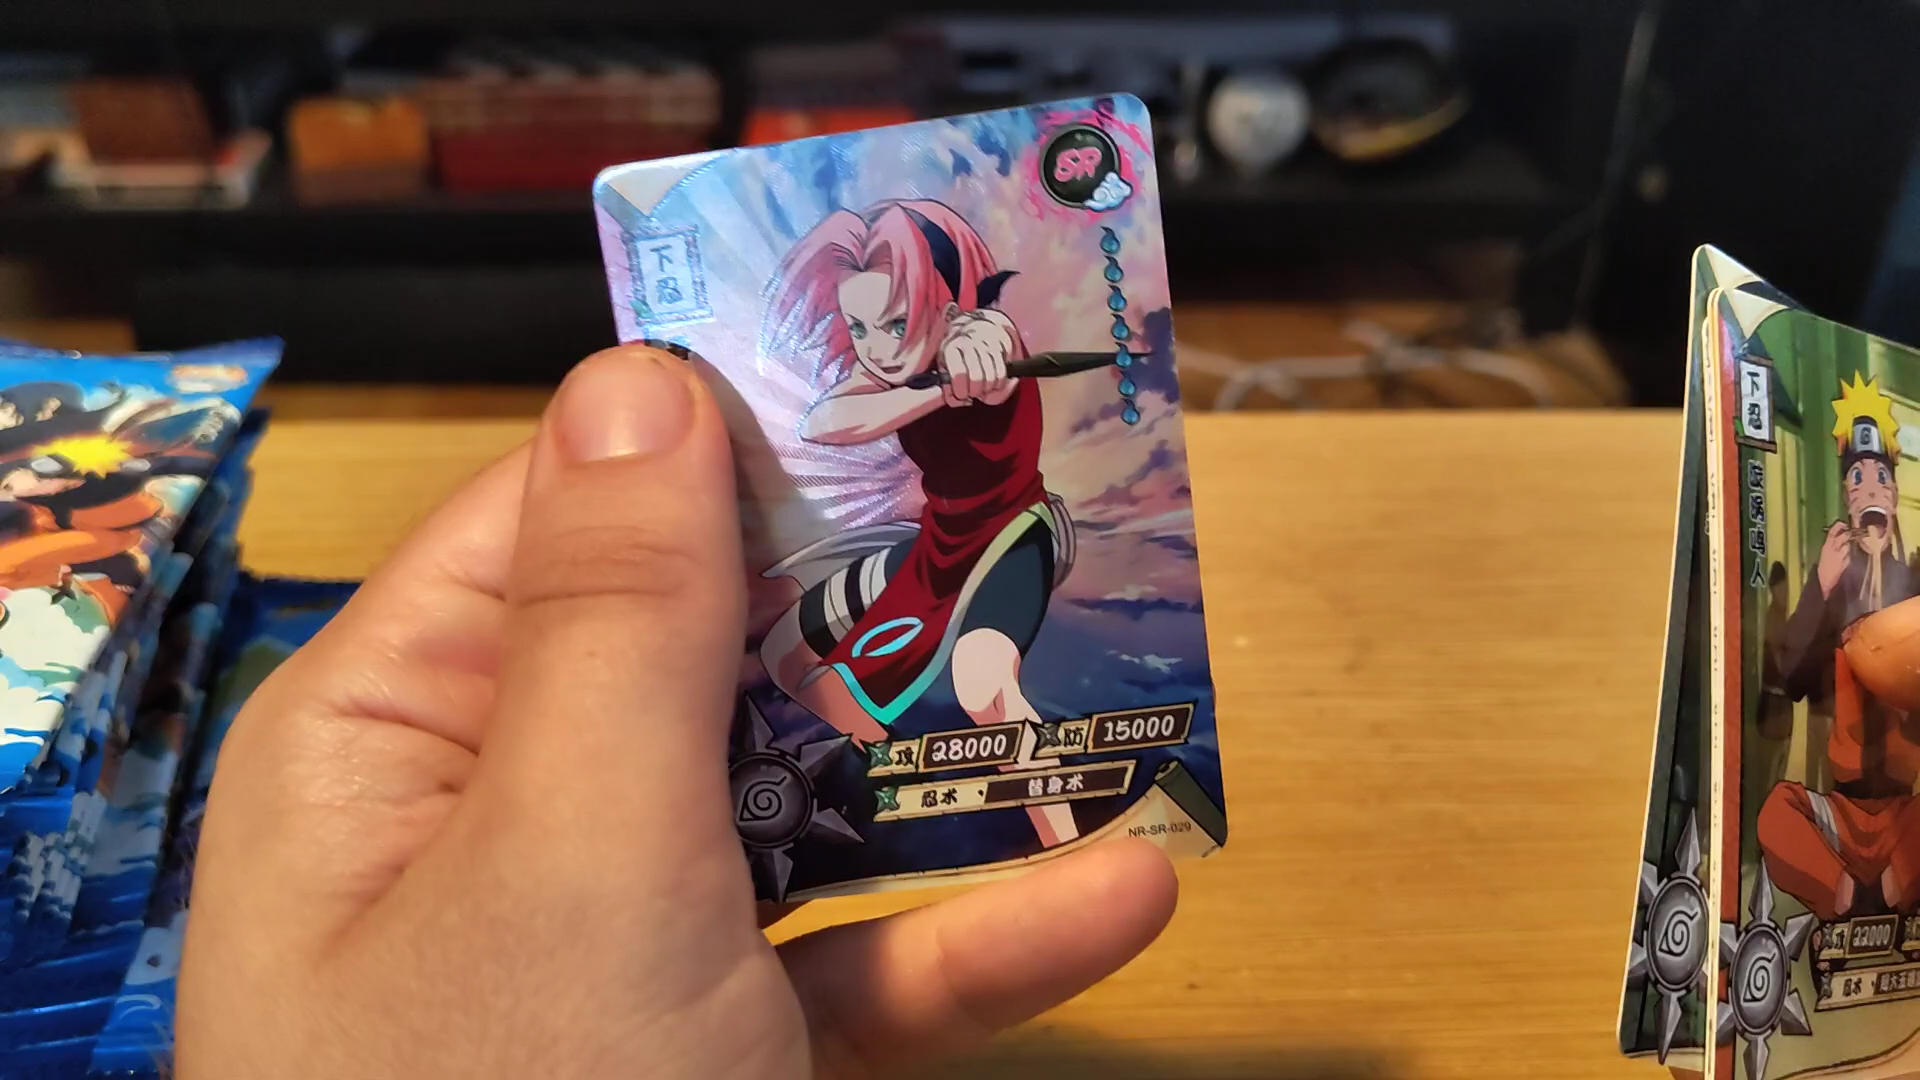 SR
下忍
攻 28000 防 15000
忍术 · 替身术
NR-SR-029
下忍
漩涡鸣人
攻 22000
忍术 ·